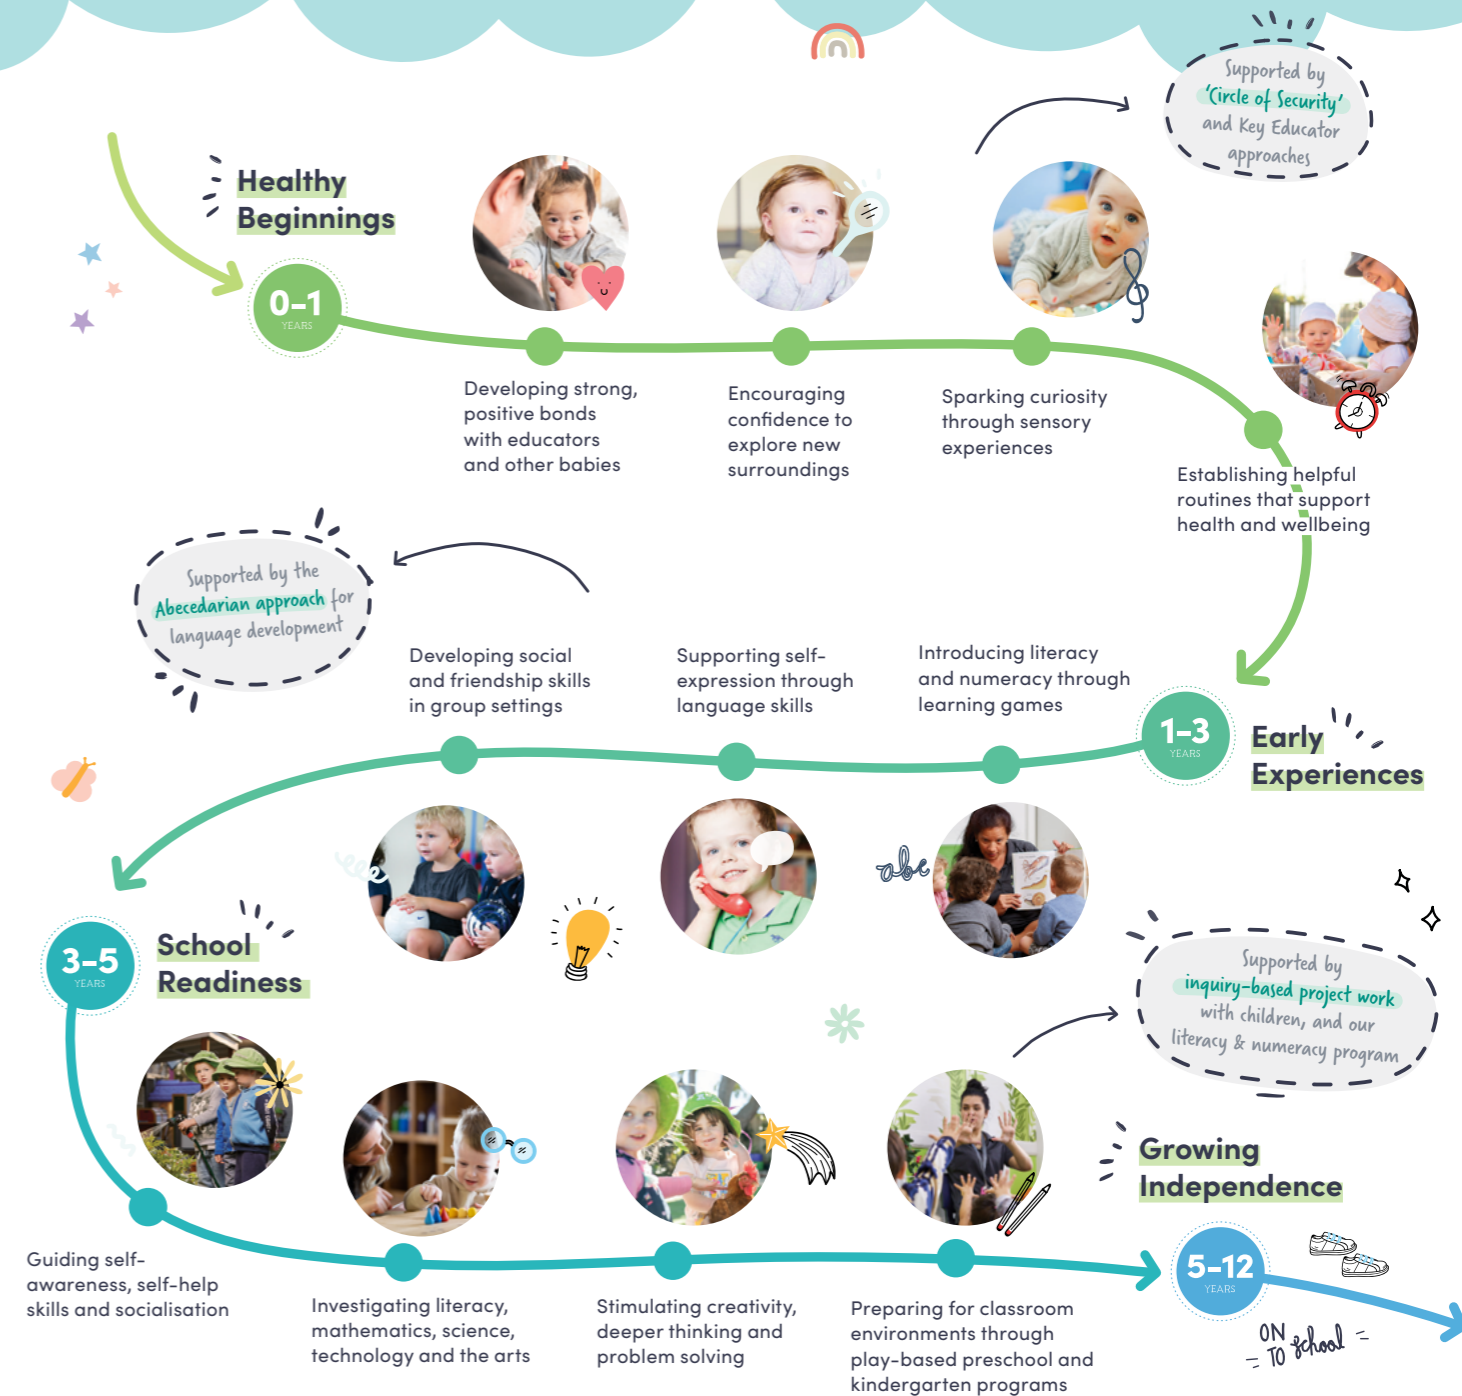 Supported by
'Circle of Security'
and Key Educator
approaches
Healthy
Beginnings
0-1
YEARS
Developing strong,
positive bonds
with educators
and other babies
Encouraging
confidence to
explore new
surroundings
Sparking curiosity
through sensory
experiences
Establishing helpful
routines that support
health and wellbeing
Supported by the
Abecedarian approach for
language development
Developing social
and friendship skills
in group settings
Supporting self-
expression through
language skills
Introducing literacy
and numeracy through
learning games
1-3
YEARS
Early
Experiences
abc
3-5
YEARS
School
Readiness
Supported by
inquiry-based project work
with children, and our
literacy & numeracy program
Guiding self-
awareness, self-help
skills and socialisation
Investigating literacy,
mathematics, science,
technology and the arts
Stimulating creativity,
deeper thinking and
problem solving
Preparing for classroom
environments through
play-based preschool and
kindergarten programs
Growing
Independence
5-12
YEARS
ON
TO school